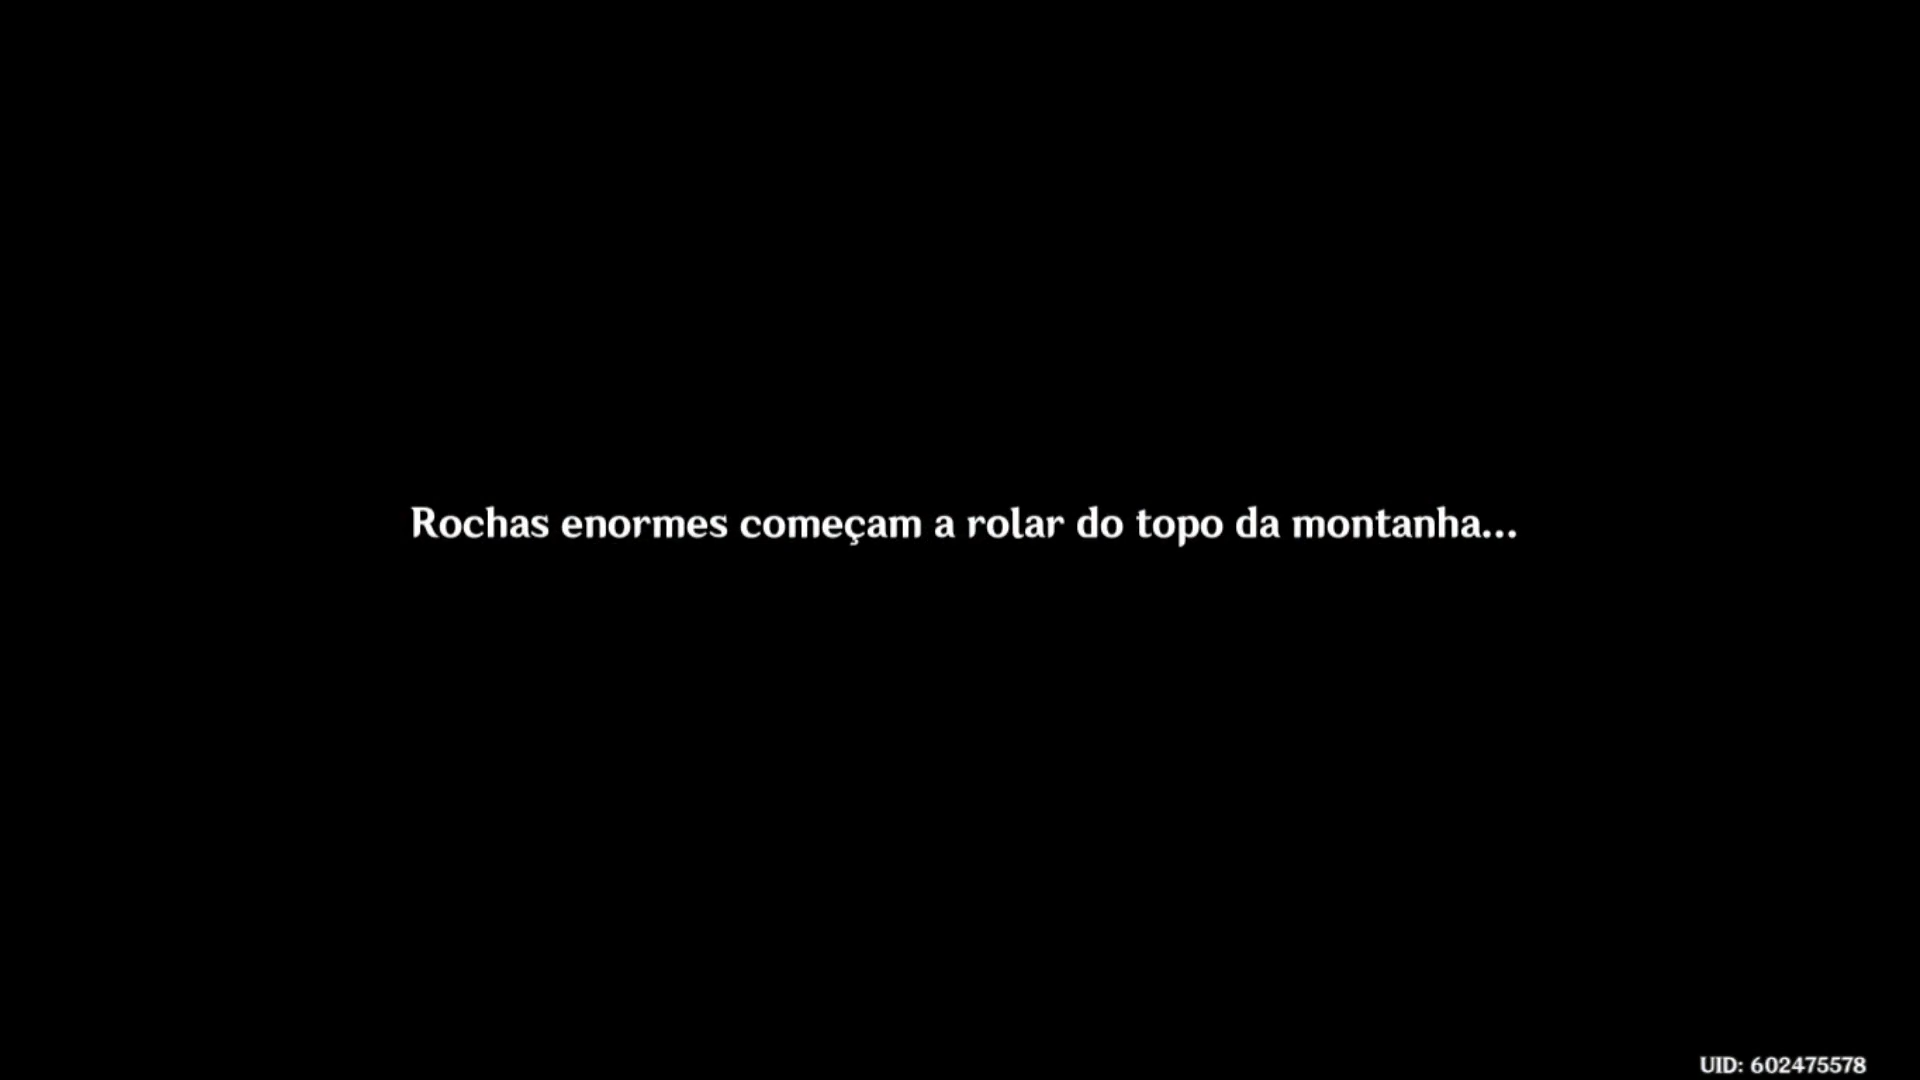 Rochas enormes começam a rolar do topo da montanha...
UID: 602475578